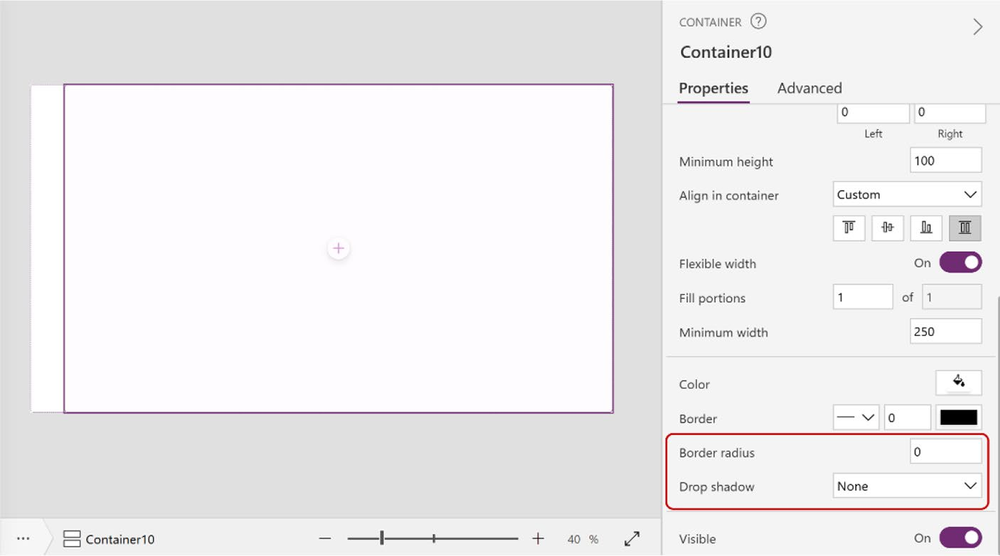 CONTAINER ?
Container10
Properties Advanced
0 0
Left Right
Minimum height 100
Align in container Custom
Flexible width On
Fill portions 1 of 1
Minimum width 250
Color
Border 0
Border radius 0
Drop shadow None
Visible On
... Container10 40 %